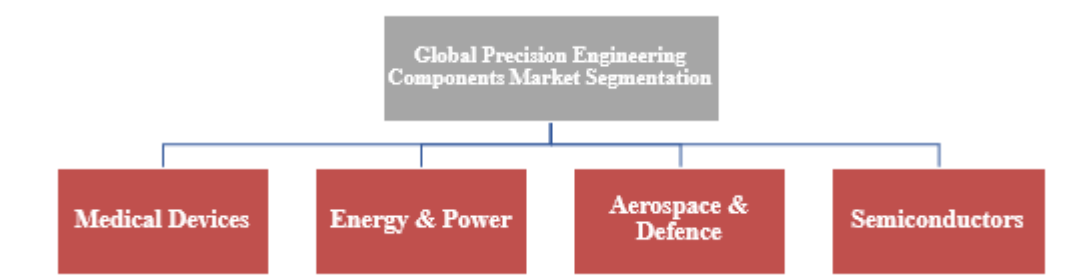 Global Precision Engineering
Components Market Segmentation
Medical Devices
Energy & Power
Aerospace &
Defence
Semiconductors